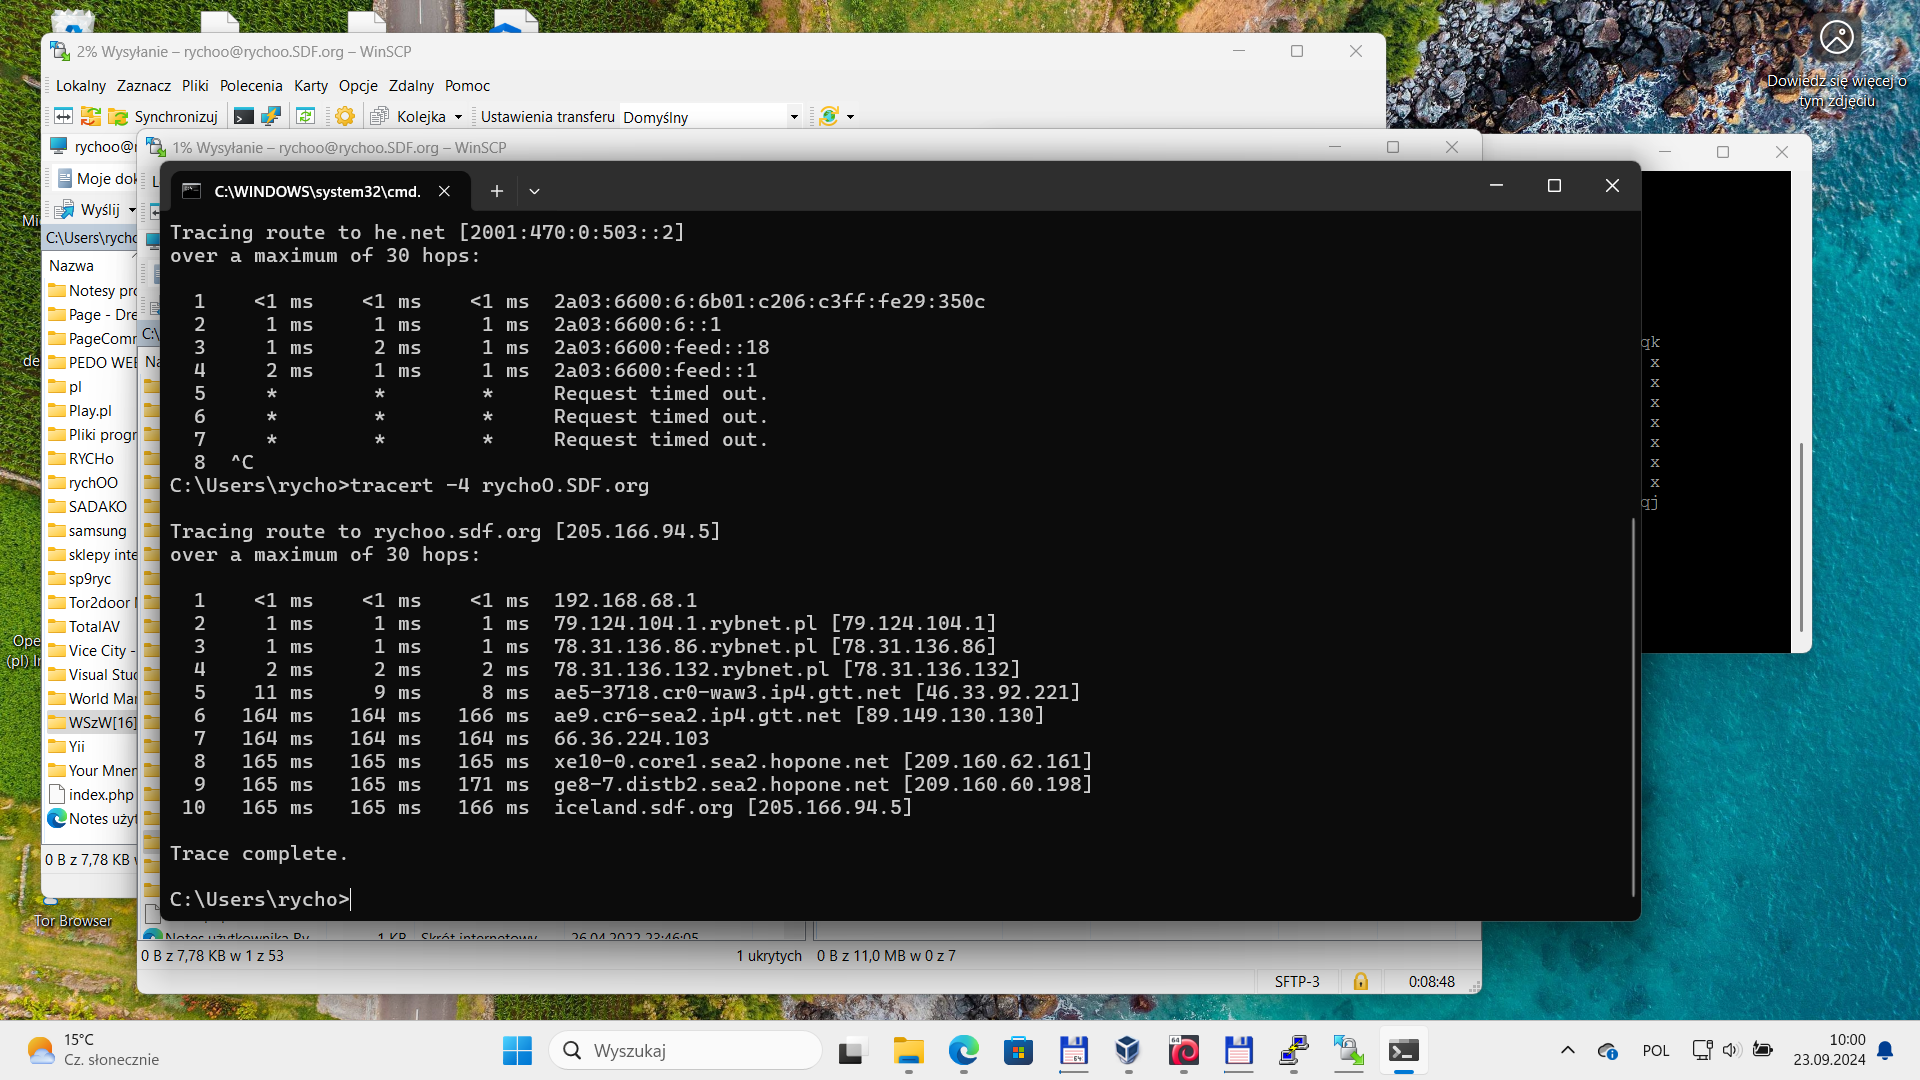 2% Wysyłanie – rychoo@rychoo.SDF.org – WinSCP
Lokalny Zaznacz Pliki Polecenia Karty Opcje Zdalny Pomoc
Synchronizuj Kolejka Ustawienia transferu Domyślny
Dowiedz się więcej o
tym zdjęciu
1% Wysyłanie – rychoo@rychoo.SDF.org – WinSCP
Moje
Wyślij
C:\Users\rycho
Nazwa
Notesy
Page - Dre
PageComm
PEDO WE
pl
Play.pl
Pliki progr
RYCHo
rychOO
SADAKO
samsung
sklepy inte
sp9ryc
Tor2door
TotalAV
Vice City -
Visual Stud
World Mar
WSzW[16]
Yii
Your Mner
index.php
Notes użyt
0 B z 7,78 KB w
Tor Browser
C:\WINDOWS\system32\cmd.
Tracing route to he.net [2001:470:0:503::2]
over a maximum of 30 hops:
1 <1 ms <1 ms <1 ms 2a03:6600:6:6b01:c206:c3ff:fe29:350c
2 1 ms 1 ms 1 ms 2a03:6600:6::1
3 1 ms 2 ms 1 ms 2a03:6600:feed::18
4 2 ms 1 ms 1 ms 2a03:6600:feed::1
5 * * * Request timed out.
6 * * * Request timed out.
7 * * * Request timed out.
8 ^C
C:\Users\rycho>tracert -4 rychoO.SDF.org
Tracing route to rychoo.sdf.org [205.166.94.5]
over a maximum of 30 hops:
1 <1 ms <1 ms <1 ms 192.168.68.1
2 1 ms 1 ms 1 ms 79.124.104.1.rybnet.pl [79.124.104.1]
3 1 ms 1 ms 1 ms 78.31.136.86.rybnet.pl [78.31.136.86]
4 2 ms 2 ms 2 ms 78.31.136.132.rybnet.pl [78.31.136.132]
5 11 ms 9 ms 8 ms ae5-3718.cr0-waw3.ip4.gtt.net [46.33.92.221]
6 164 ms 164 ms 166 ms ae9.cr6-sea2.ip4.gtt.net [89.149.130.130]
7 164 ms 164 ms 164 ms 66.36.224.103
8 165 ms 165 ms 165 ms xe10-0.core1.sea2.hopone.net [209.160.62.161]
9 165 ms 165 ms 171 ms ge8-7.distb2.sea2.hopone.net [209.160.60.198]
10 165 ms 165 ms 166 ms iceland.sdf.org [205.166.94.5]
Trace complete.
C:\Users\rycho>
qk
x
x
x
x
x
x
x
qj
Notes użytkownika Ry 1 KB Skrót internetowy 26.04.2022 23:46:05
0 B z 7,78 KB w 1 z 53 1 ukrytych 0 B z 11,0 MB w 0 z 7
SFTP-3 0:08:48
15°C
Cz. słonecznie
Wyszukaj
POL
10:00
23.09.2024